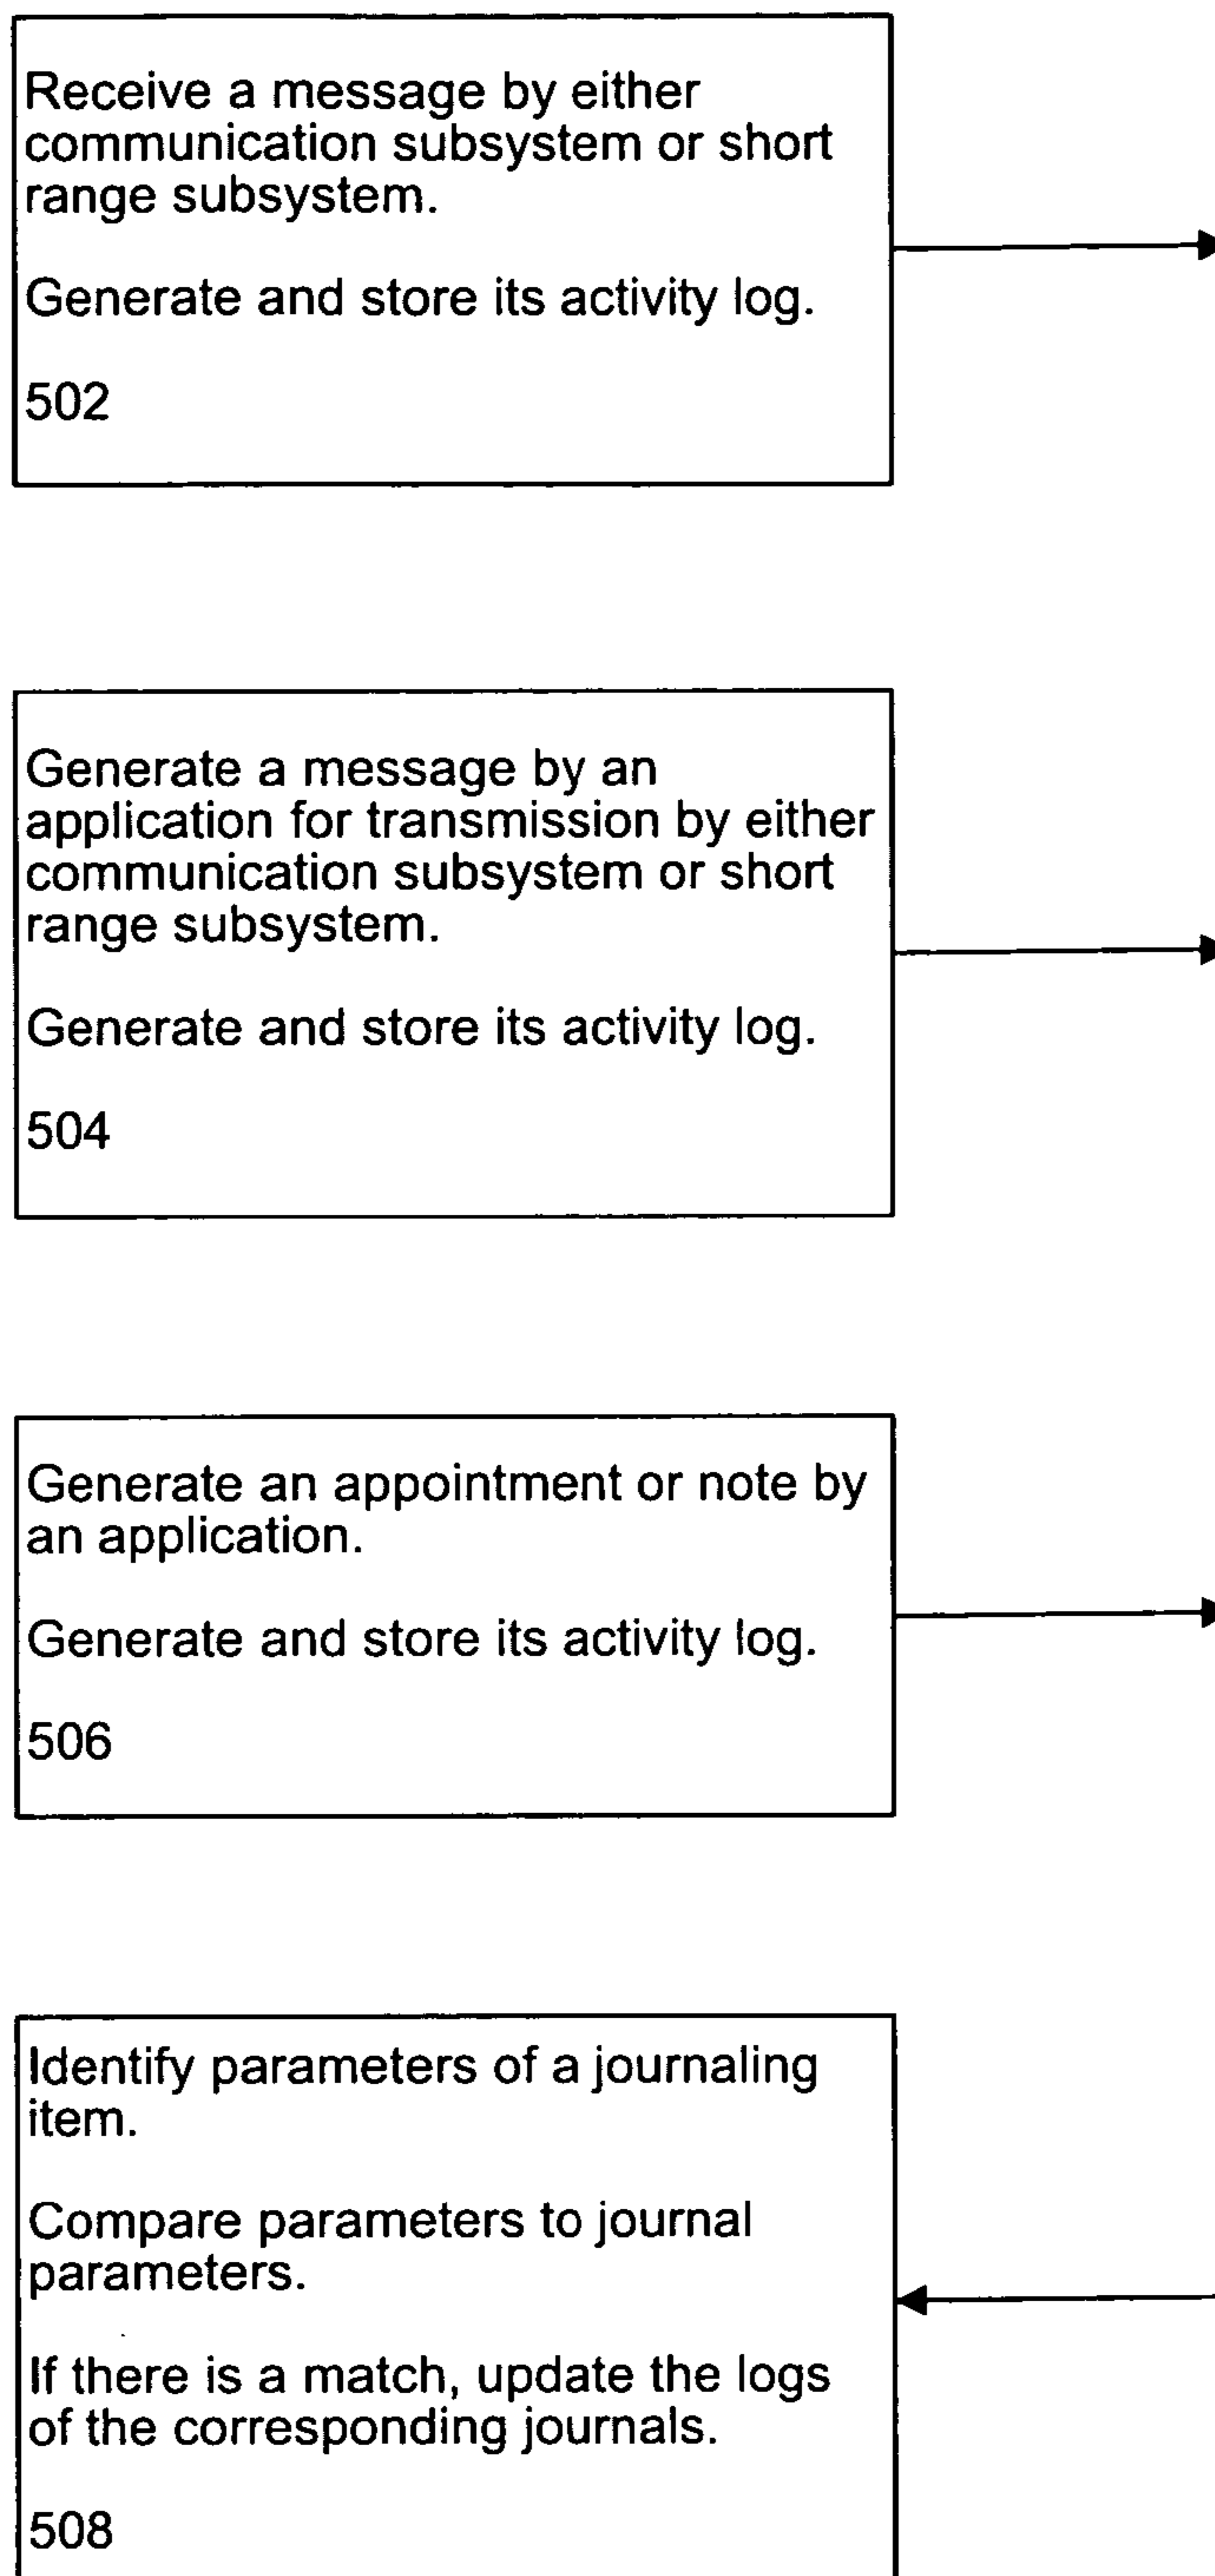 Receive a message by either
communication subsystem or short
range subsystem.
Generate and store its activity log.
502
Generate a message by an
application for transmission by either
communication subsystem or short
range subsystem.
Generate and store its activity log.
504
Generate an appointment or note by
an application.
Generate and store its activity log.
506
Identify parameters of a journaling
item.
Compare parameters to journal
parameters.
If there is a match, update the logs
of the corresponding journals.
508